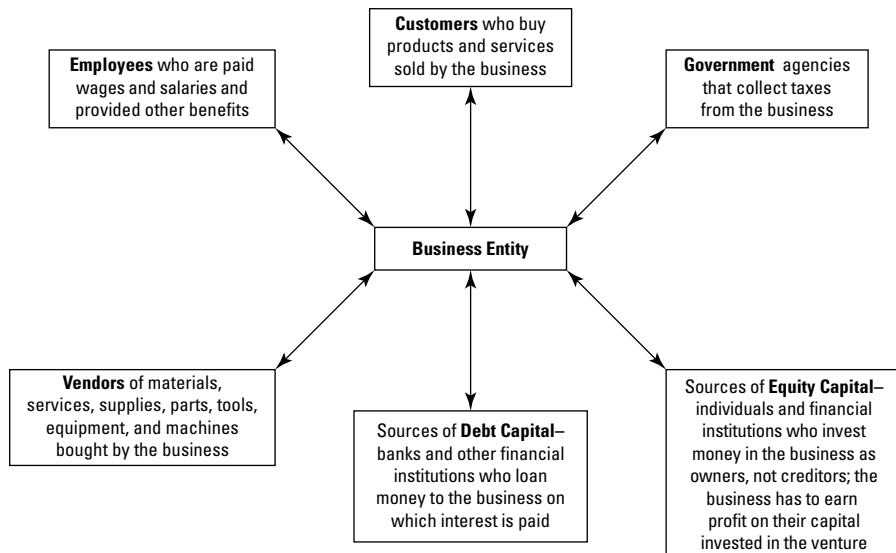 Customers who buy
products and services
sold by the business
Employees who are paid
wages and salaries and
provided other benefits
Government agencies
that collect taxes
from the business
Business Entity
Vendors of materials,
services, supplies, parts, tools,
equipment, and machines
bought by the business
Sources of Debt Capital–
banks and other financial
institutions who loan
money to the business on
which interest is paid
Sources of Equity Capital–
individuals and financial
institutions who invest
money in the business as
owners, not creditors; the
business has to earn
profit on their capital
invested in the venture